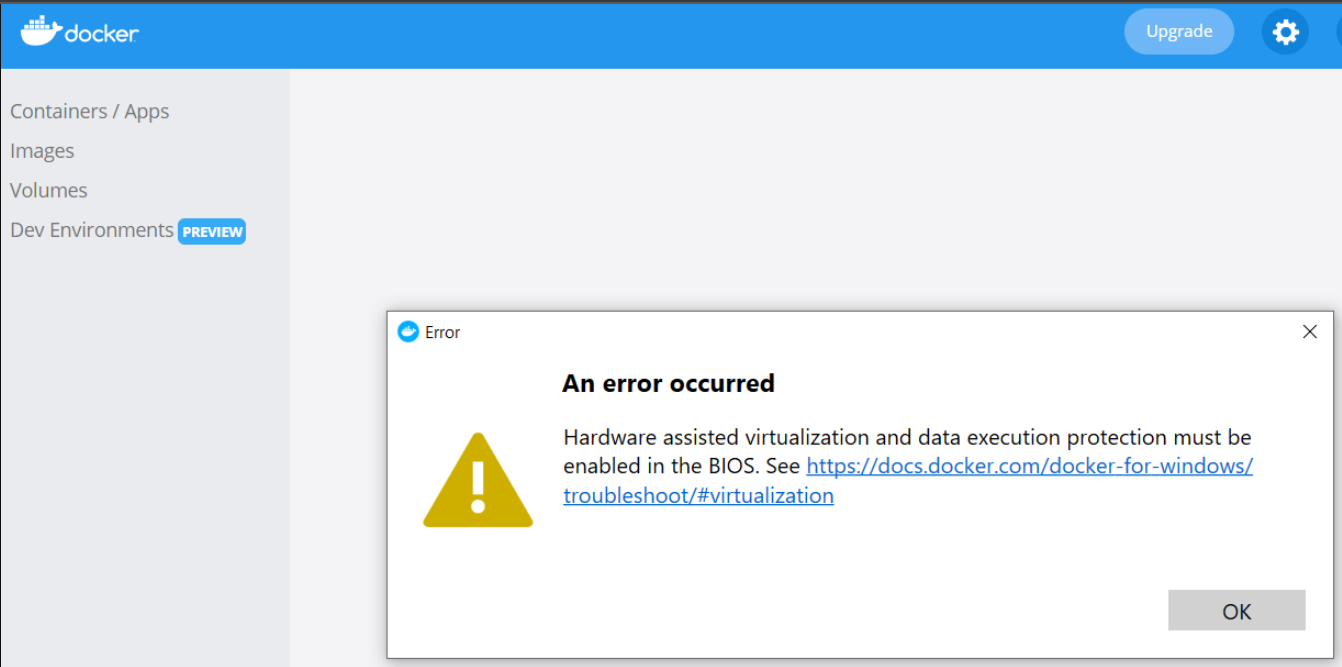 docker
Upgrade
Containers / Apps
Images
Volumes
Dev Environments PREVIEW
Error
An error occurred
Hardware assisted virtualization and data execution protection must be
enabled in the BIOS. See https://docs.docker.com/docker-for-windows/
troubleshoot/#virtualization
OK